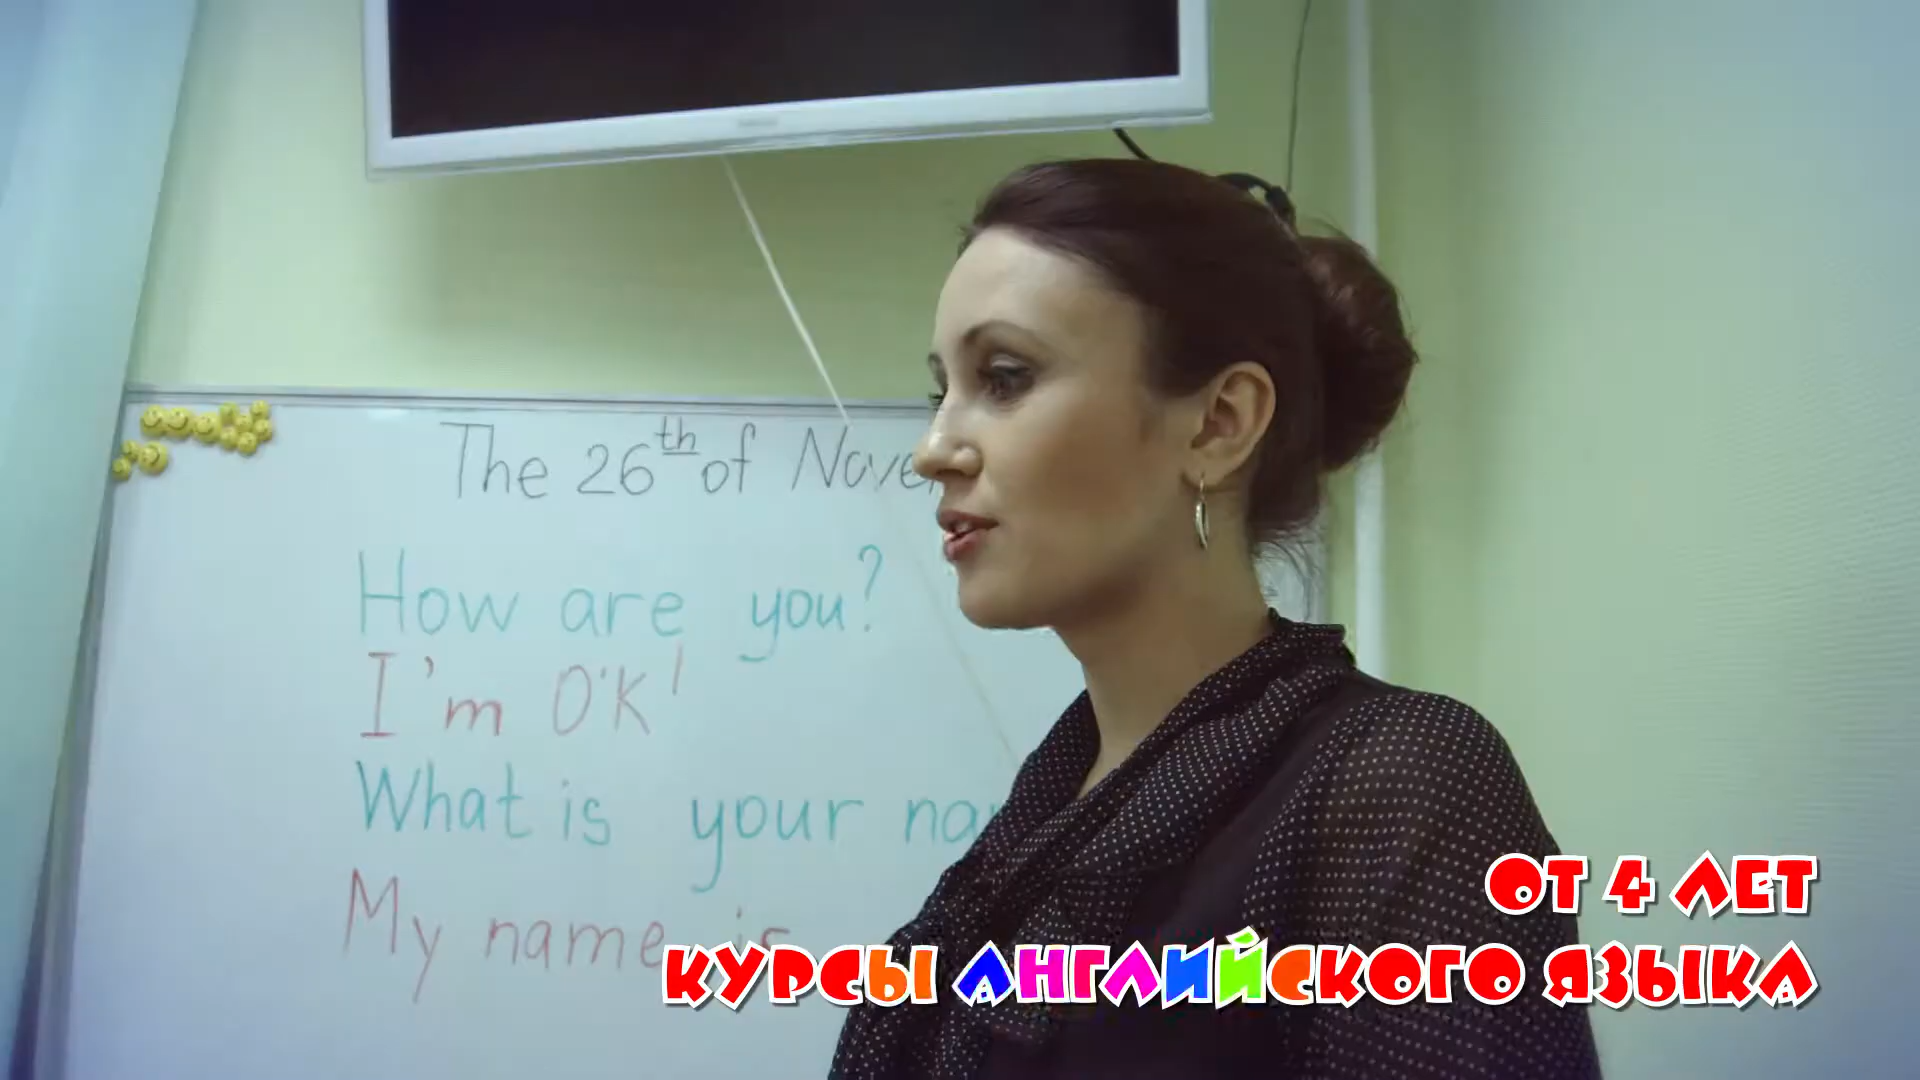 The 26th of Nove
How are you?
I'm O'K!
What is your na
My name is
ОТ 4 ЛЕТ
КУРСЫ АНГЛИЙСКОГО ЯЗЫКА